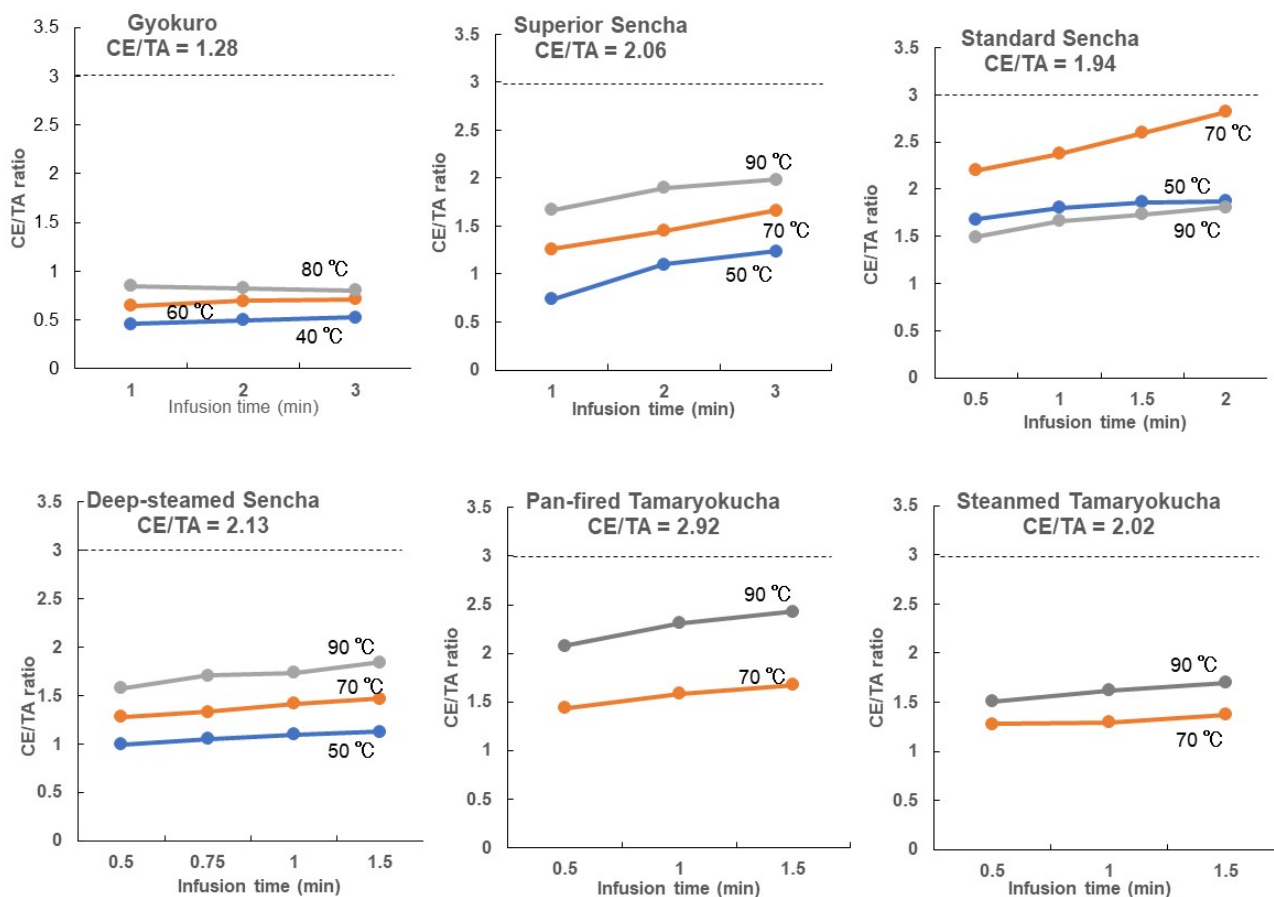 Gyokuro
CE/TA = 1.28
3.5
3
2.5
2
1.5
1
0.5
0
CE/TA ratio
80 ℃
60 ℃
40 ℃
1 2 3
Infusion time (min)
Superior Sencha
CE/TA = 2.06
3.5
3
2.5
2
1.5
1
0.5
0
CE/TA ratio
90 ℃
70 ℃
50 ℃
1 2 3
Infusion time (min)
Standard Sencha
CE/TA = 1.94
3.5
3
2.5
2
1.5
1
0.5
0
CE/TA ratio
70 ℃
50 ℃
90 ℃
0.5 1 1.5 2
Infusion time (min)
Deep-steamed Sencha
CE/TA = 2.13
3.5
3
2.5
2
1.5
1
0.5
0
CE/TA ratio
90 ℃
70 ℃
50 ℃
0.5 0.75 1 1.5
Infusion time (min)
Pan-fired Tamaryokucha
CE/TA = 2.92
3.5
3
2.5
2
1.5
1
0.5
0
CE/TA ratio
90 ℃
70 ℃
0.5 1 1.5
Infusion time (min)
Steanmed Tamaryokucha
CE/TA = 2.02
3.5
3
2.5
2
1.5
1
0.5
0
CE/TA ratio
90 ℃
70 ℃
0.5 1 1.5
Infusion time (min)